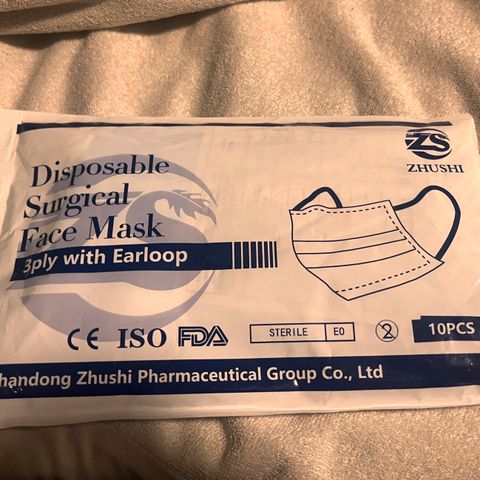 ZS
ZHUSHI
Disposable
Surgical
Face Mask
3ply with Earloop
CE ISO FDA
STERILE EO
2
10PCS
handong Zhushi Pharmaceutical Group Co., Ltd